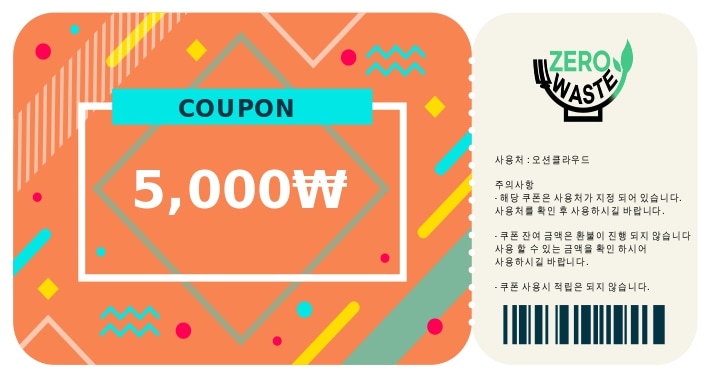 COUPON
5,000₩
ZERO
WASTE
사용처 : 오션클라우드
주의사항
- 해당 쿠폰은 사용처가 지정 되어 있습니다.
사용처를 확인 후 사용하시길 바랍니다.
- 쿠폰 잔여 금액은 환불이 진행 되지 않습니다
사용 할 수 있는 금액을 확인 하시어
사용하시길 바랍니다.
- 쿠폰 사용시 적립은 되지 않습니다.